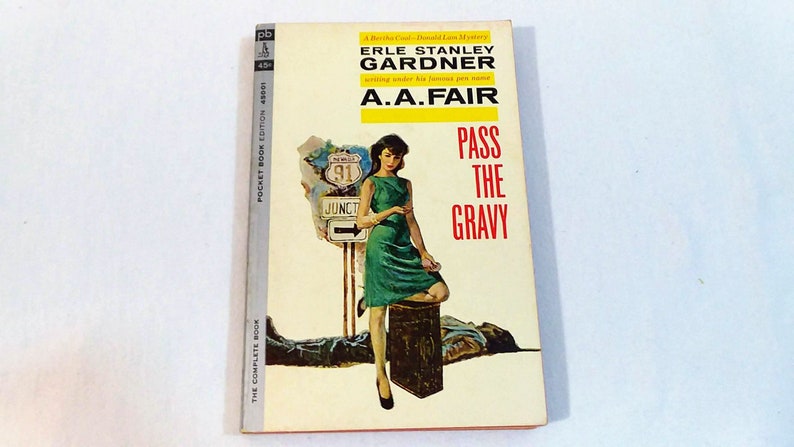 pb
45¢
POCKET BOOK EDITION 45001
THE COMPLETE BOOK
A Bertha Cool—Donald Lam Mystery
ERLE STANLEY
GARDNER
writing under his famous pen name
A.A.FAIR
PASS
THE
GRAVY
91
JUNCT